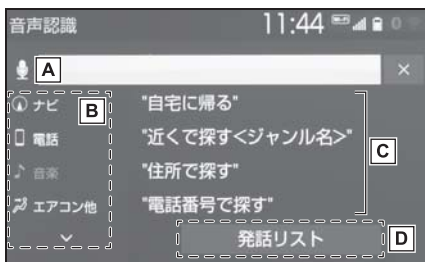 音声認識 11:44
A
ナビ B "自宅に帰る"
電話 "近くで探す<ジャンル名>"
C
音楽 "住所で探す"
エアコン他 "電話番号で探す"
発話リスト D